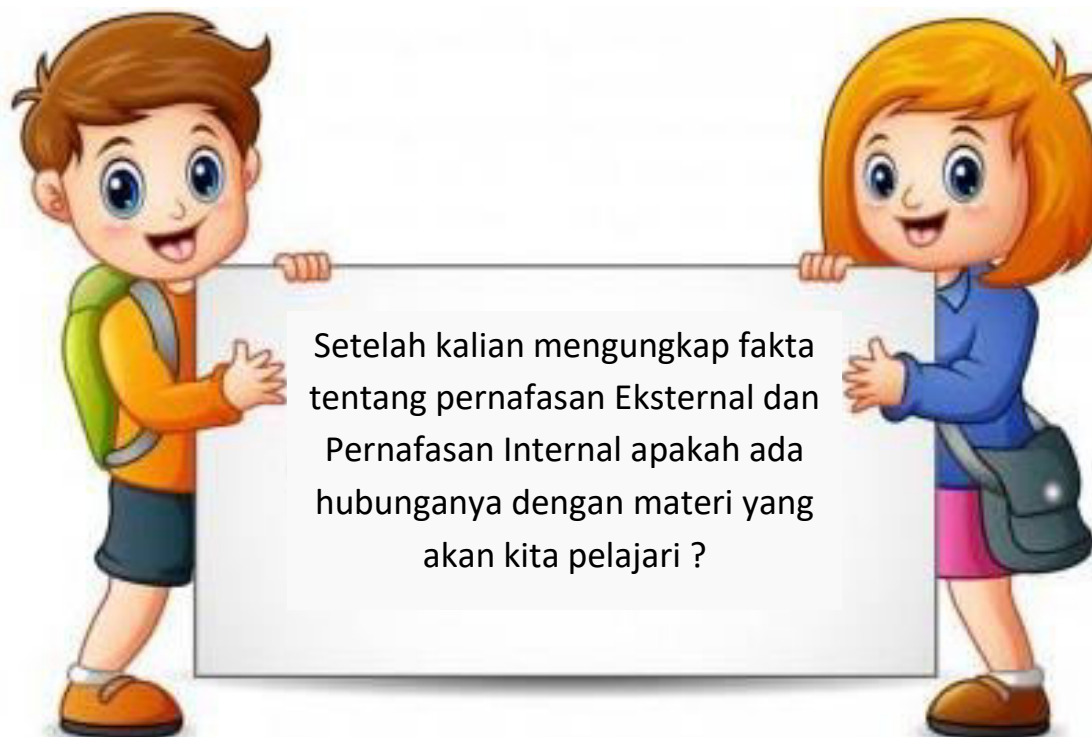 Setelah kalian mengungkap fakta
tentang pernafasan Eksternal dan
Pernafasan Internal apakah ada
hubunganya dengan materi yang
akan kita pelajari ?